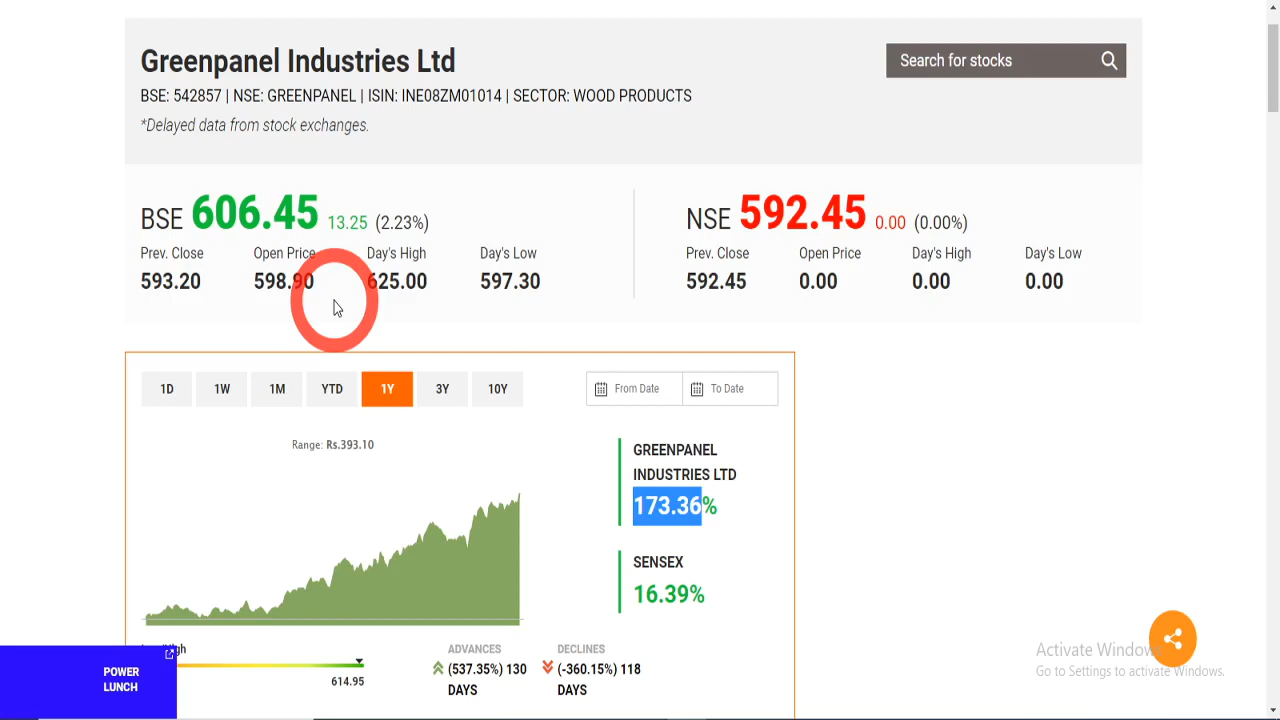 Greenpanel Industries Ltd
Search for stocks
BSE: 542857 | NSE: GREENPANEL | ISIN: INE08ZM01014 | SECTOR: WOOD PRODUCTS
*Delayed data from stock exchanges.
BSE 606.45 13.25 (2.23%)
Prev. Close Open Price Day's High Day's Low
593.20 598.90 625.00 597.30
NSE 592.45 0.00 (0.00%)
Prev. Close Open Price Day's High Day's Low
592.45 0.00 0.00 0.00
1D 1W 1M YTD 1Y 3Y 10Y
From Date To Date
Range: Rs.393.10
GREENPANEL
INDUSTRIES LTD
173.36%
SENSEX
16.39%
614.95
ADVANCES
(537.35%) 130
DAYS
DECLINES
(-360.15%) 118
DAYS
POWER
LUNCH
Activate Windows
Go to Settings to activate Windows.